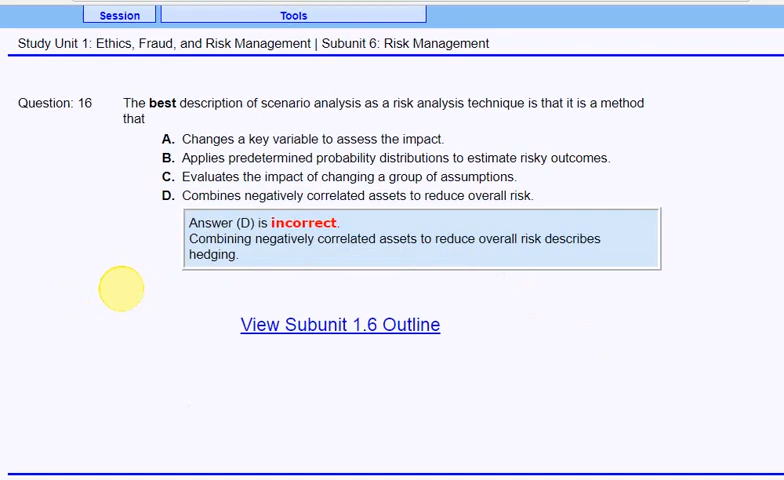 Session Tools
Study Unit 1: Ethics, Fraud, and Risk Management | Subunit 6: Risk Management
Question: 16 The best description of scenario analysis as a risk analysis technique is that it is a method
that
A. Changes a key variable to assess the impact.
B. Applies predetermined probability distributions to estimate risky outcomes.
C. Evaluates the impact of changing a group of assumptions.
D. Combines negatively correlated assets to reduce overall risk.
Answer (D) is incorrect.
Combining negatively correlated assets to reduce overall risk describes
hedging.
View Subunit 1.6 Outline